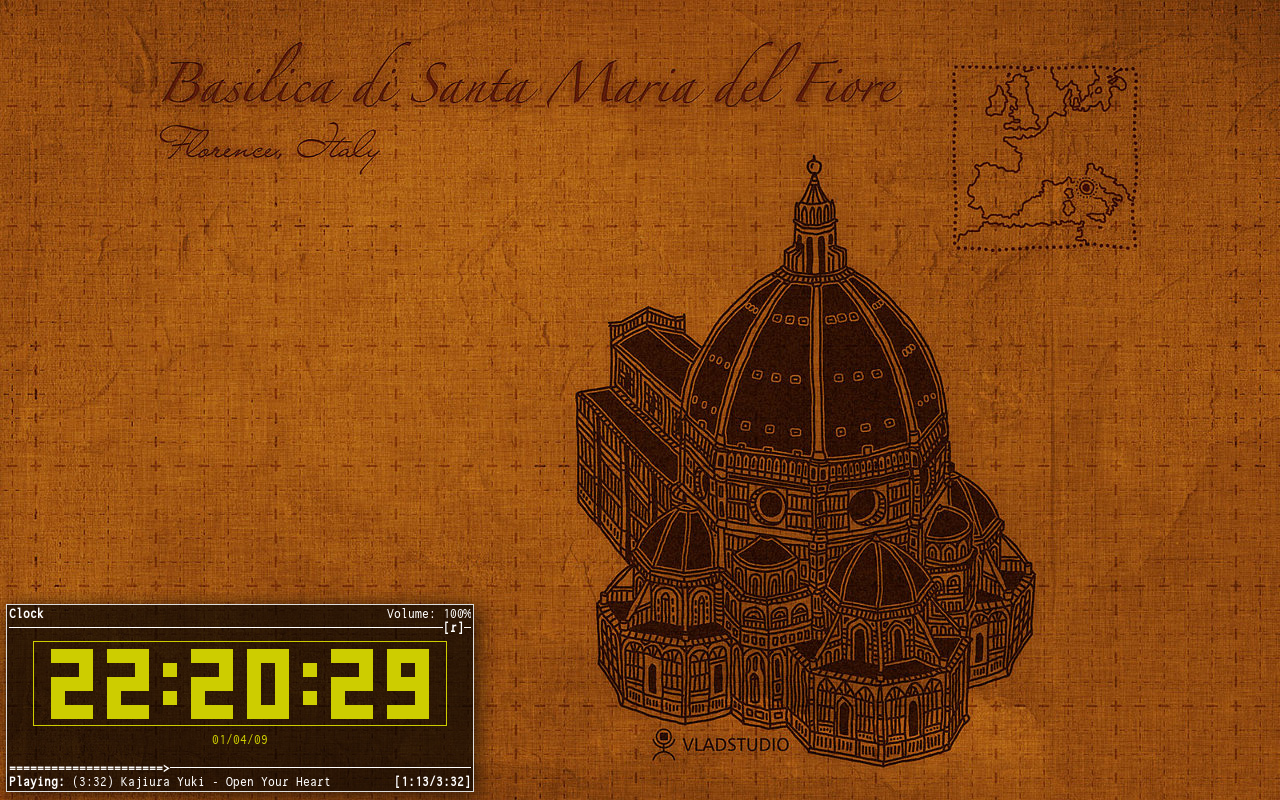 Basilica di Santa Maria del Fiore
Florence, Italy
VLADSTUDIO
Clock Volume: 100%
[r]
22:20:29
01/04/09
======================>
Playing: (3:32) Kajiura Yuki - Open Your Heart [1:13/3:32]